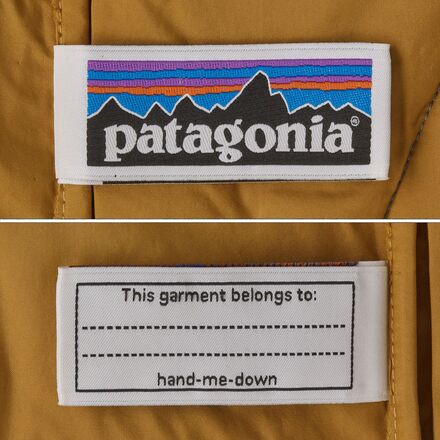 patagonia®
This garment belongs to:
hand-me-down